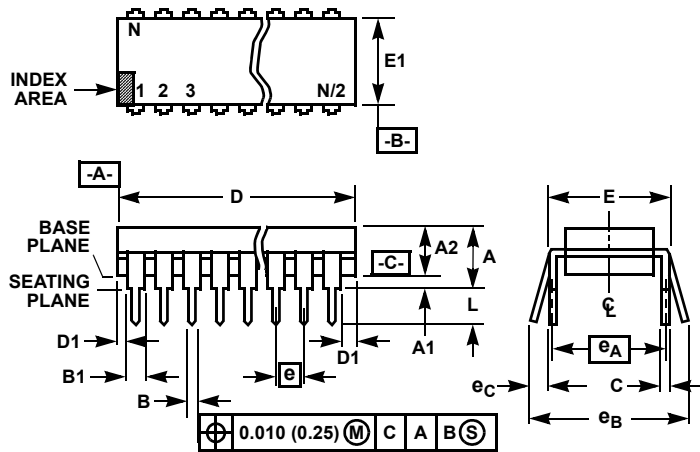 N
E1
INDEX
AREA
1 2 3 N/2
-B-
-A-
D
E
BASE
PLANE
A2
A
-C-
SEATING
PLANE
L
C L
D1
A1
D1
eA
B1
e
eC
C
B
eB
0.010 (0.25) M C A B S